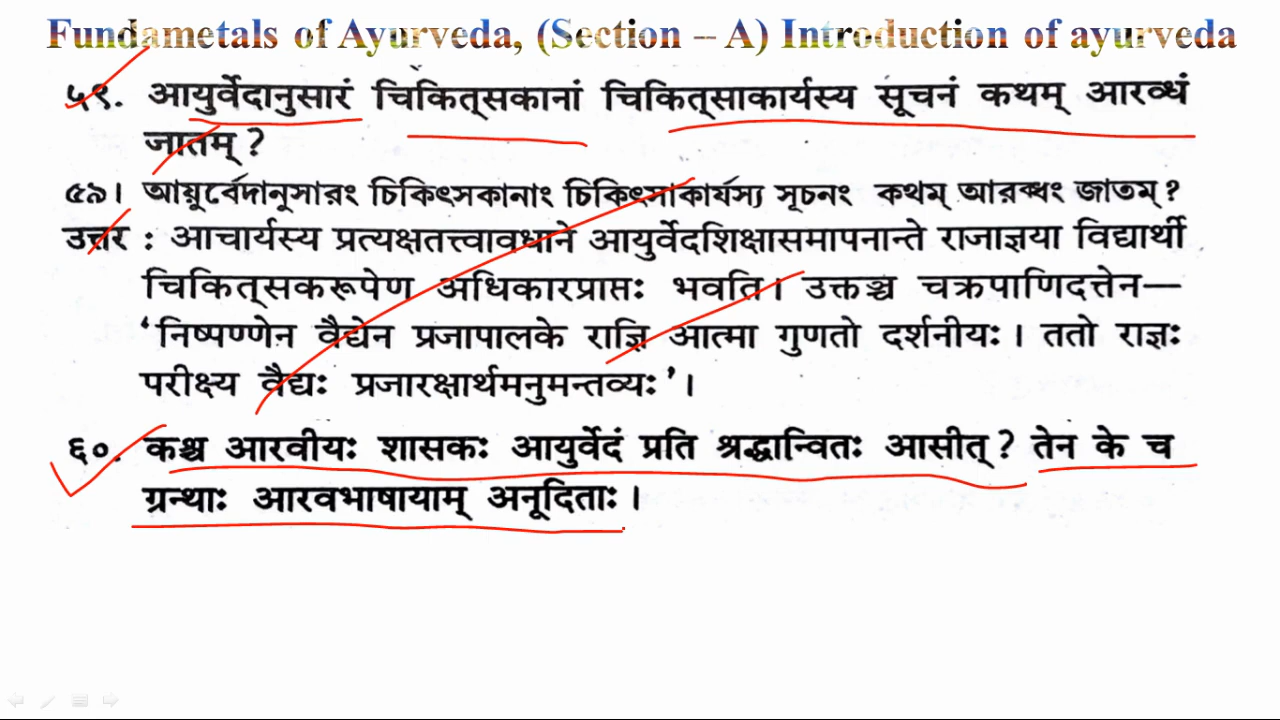 Fundametals of Ayurveda, (Section – A) Introduction of ayurveda
५९. आयुर्वेदानुसारं चिकित्सकानां चिकित्साकार्यस्य सूचनं कथम् आरव्धं
जातम् ?
৫৯। আয়ুর্বেদানুসারং চিকিৎসকানাং চিকিৎসাকার্যস্য সূচনং কথম্ আরব্ধং জাতম্ ?
उत्तर : आचार्यस्य प्रत्यक्षतत्त्वावधाने आयुर्वेदशिक्षासमापनान्ते राजाज्ञया विद्यार्थी
चिकित्सकरूपेण अधिकारप्राप्तः भवति। उक्तञ्च चक्रपाणिदत्तेन—
‘निष्पण्णेन वैद्येन प्रजापालके राज्ञि आत्मा गुणतो दर्शनीयः। ततो राज्ञः
परीक्ष्य वैद्यः प्रजारक्षार्थमनुमन्तव्यः’।
६०. कश्च आरवीयः शासकः आयुर्वेदं प्रति श्रद्धान्वितः आसीत् ? तेन के च
ग्रन्थाः आरवभाषायाम् अनूदिताः।